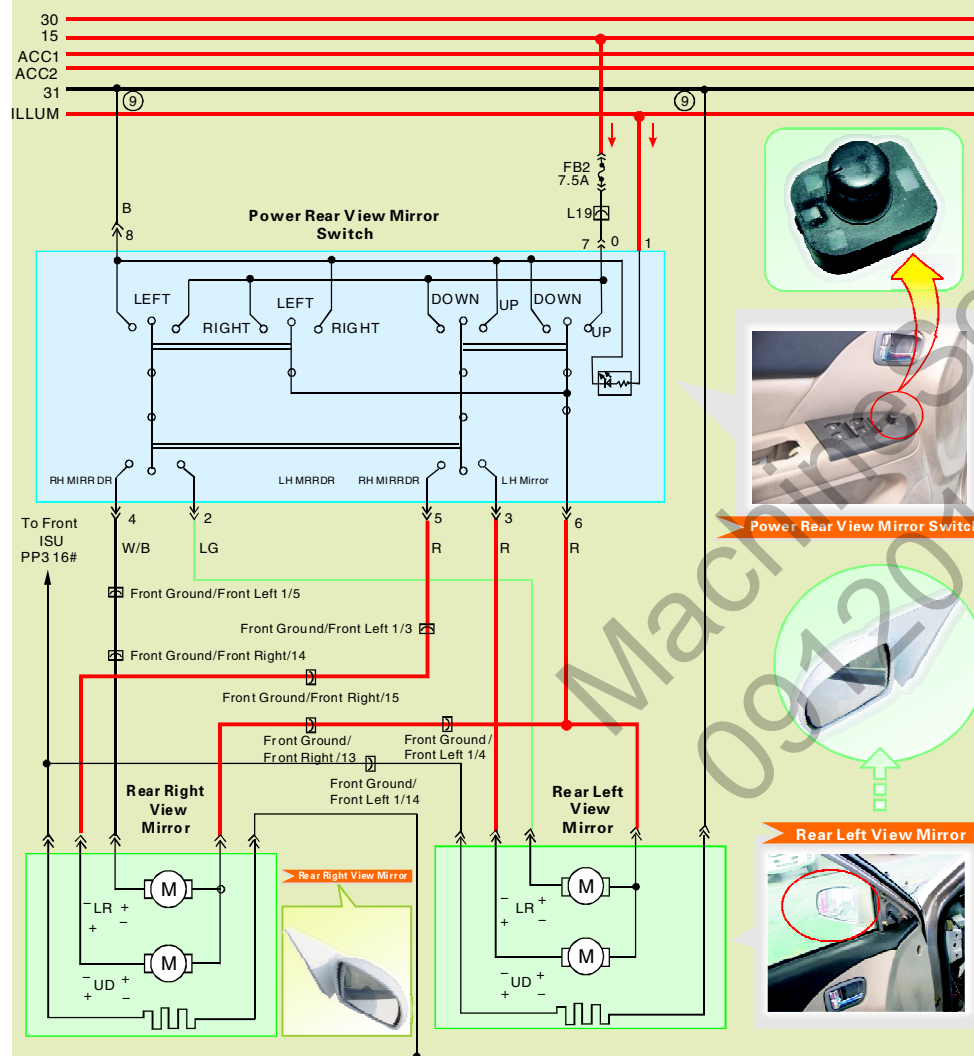 30
15
ACC1
ACC2
31
ILLUM
9
9
FB2
7.5A
L19
B
8
7
0
1
Power Rear View Mirror
Switch
LEFT
RIGHT
LEFT
RIGHT
DOWN
UP
DOWN
UP
RH MIRRDR
LH MRRDR
RH MIRRDR
LH Mirror
4
2
5
3
6
W/B
LG
R
R
R
To Front
ISU
PP3 16#
Front Ground/Front Left 1/5
Front Ground/Front Left 1/3
Front Ground/Front Right/14
Front Ground/Front Right/15
Front Ground/
Front Right /13
Front Ground/
Front Left 1/4
Front Ground/
Front Left 1/14
Rear Right
View
Mirror
Rear Left
View
Mirror
M
− LR +
+ −
M
− UD +
+ −
M
− LR +
+ −
M
− UD +
+ −
Rear Right View Mirror
Power Rear View Mirror Switch
Rear Left View Mirror